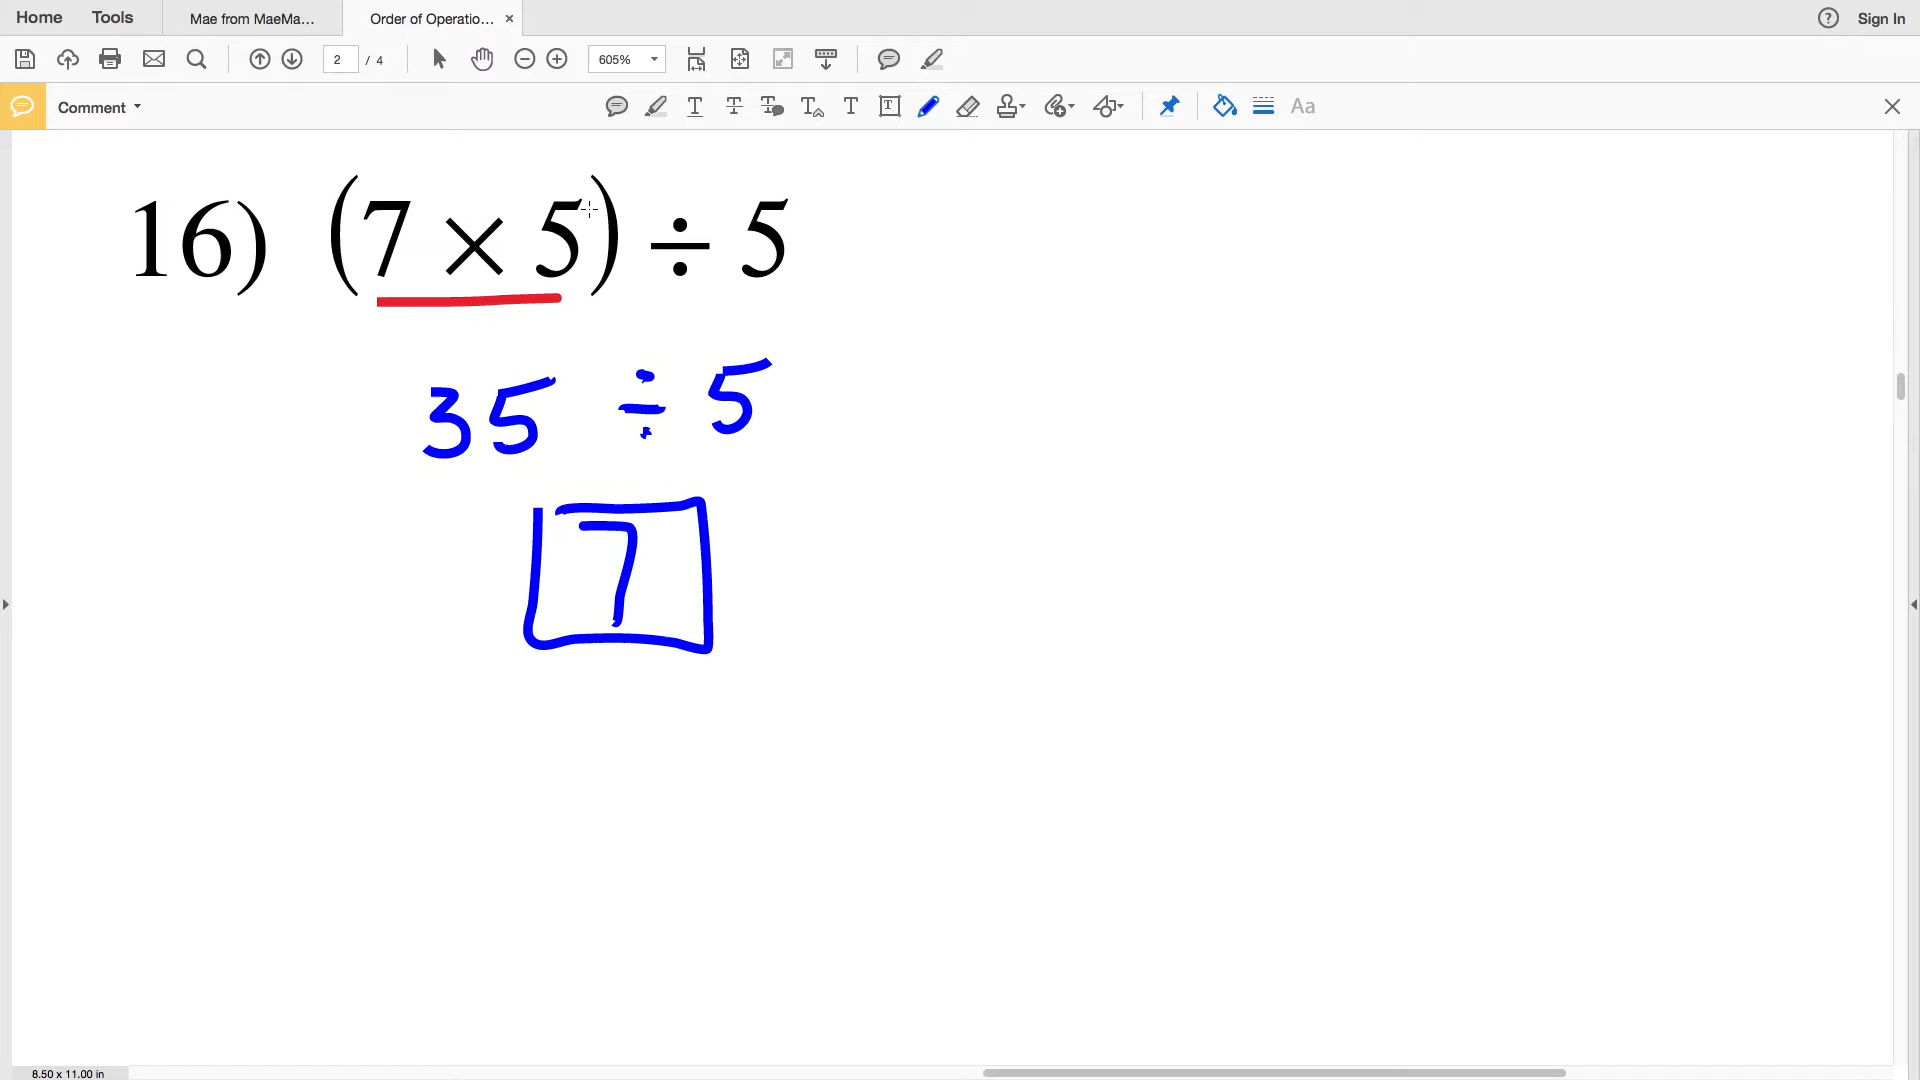 Home Tools Mae from MaeMa... Order of Operatio... × ? Sign In
2 / 4 605%
Comment T T T T T T Aa
16) (7 × 5) ÷ 5
35 ÷ 5
7
8.50 x 11.00 in